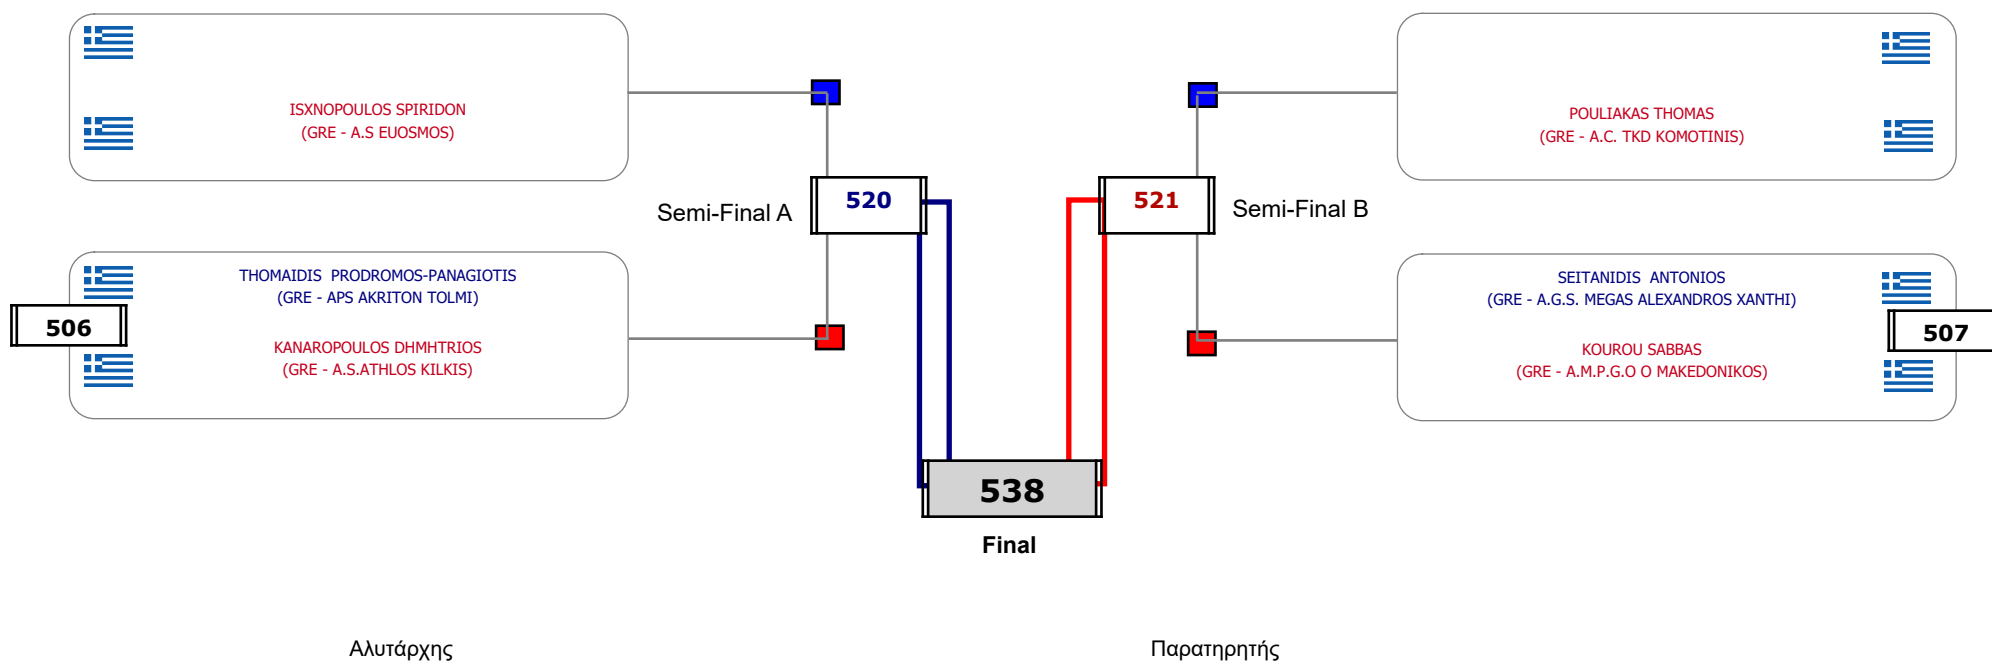 ISXNOPOULOS SPIRIDON
(GRE - A.S EUOSMOS)
POULIAKAS THOMAS
(GRE - A.C. TKD KOMOTINIS)
520
Semi-Final A
521
Semi-Final B
THOMAIDIS  PRODROMOS-PANAGIOTIS
(GRE - APS AKRITON TOLMI)
506
KANAROPOULOS DHMHTRIOS
(GRE - A.S.ATHLOS KILKIS)
SEITANIDIS  ANTONIOS
(GRE - A.G.S. MEGAS ALEXANDROS XANTHI)
507
KOUROU SABBAS
(GRE - A.M.P.G.O O MAKEDONIKOS)
538
Final
Αλυτάρχης
Παρατηρητής